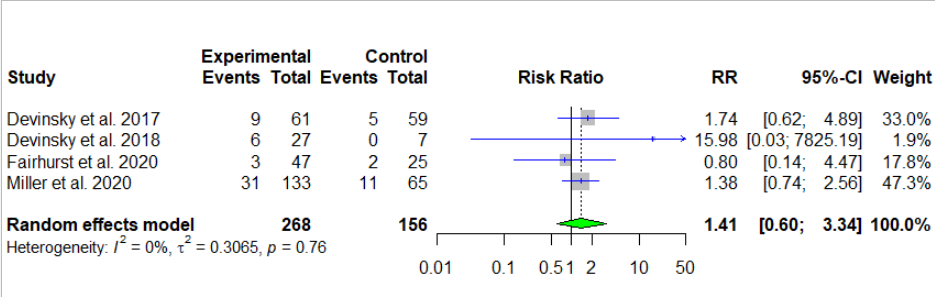 Experimental Control
Study Events Total Events Total Risk Ratio RR 95%-CI Weight
Devinsky et al. 2017 9 61 5 59 1.74 [0.62; 4.89] 33.0%
Devinsky et al. 2018 6 27 0 7 15.98 [0.03; 7825.19] 1.9%
Fairhurst et al. 2020 3 47 2 25 0.80 [0.14; 4.47] 17.8%
Miller et al. 2020 31 133 11 65 1.38 [0.74; 2.56] 47.3%
Random effects model 268 156 1.41 [0.60; 3.34] 100.0%
Heterogeneity: I² = 0%, τ² = 0.3065, p = 0.76
0.01 0.1 0.5 1 2 10 50